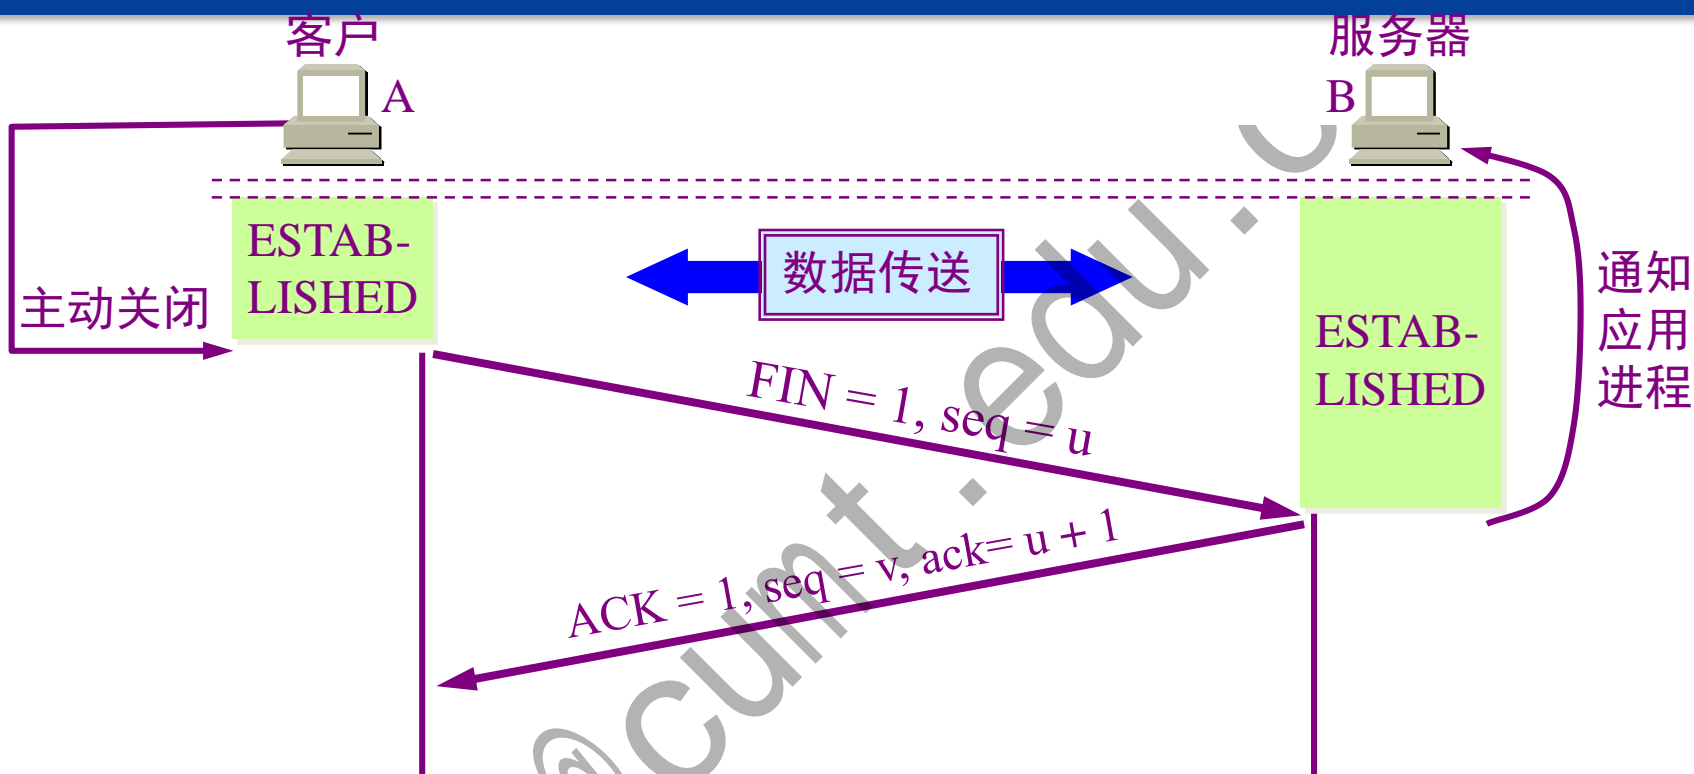 客户
服务器
A
B
ESTAB-
LISHED
数据传送
主动关闭
ESTAB-
LISHED
通知
应用
进程
FIN = 1, seq = u
ACK = 1, seq = v, ack= u + 1
@cumt.edu.c